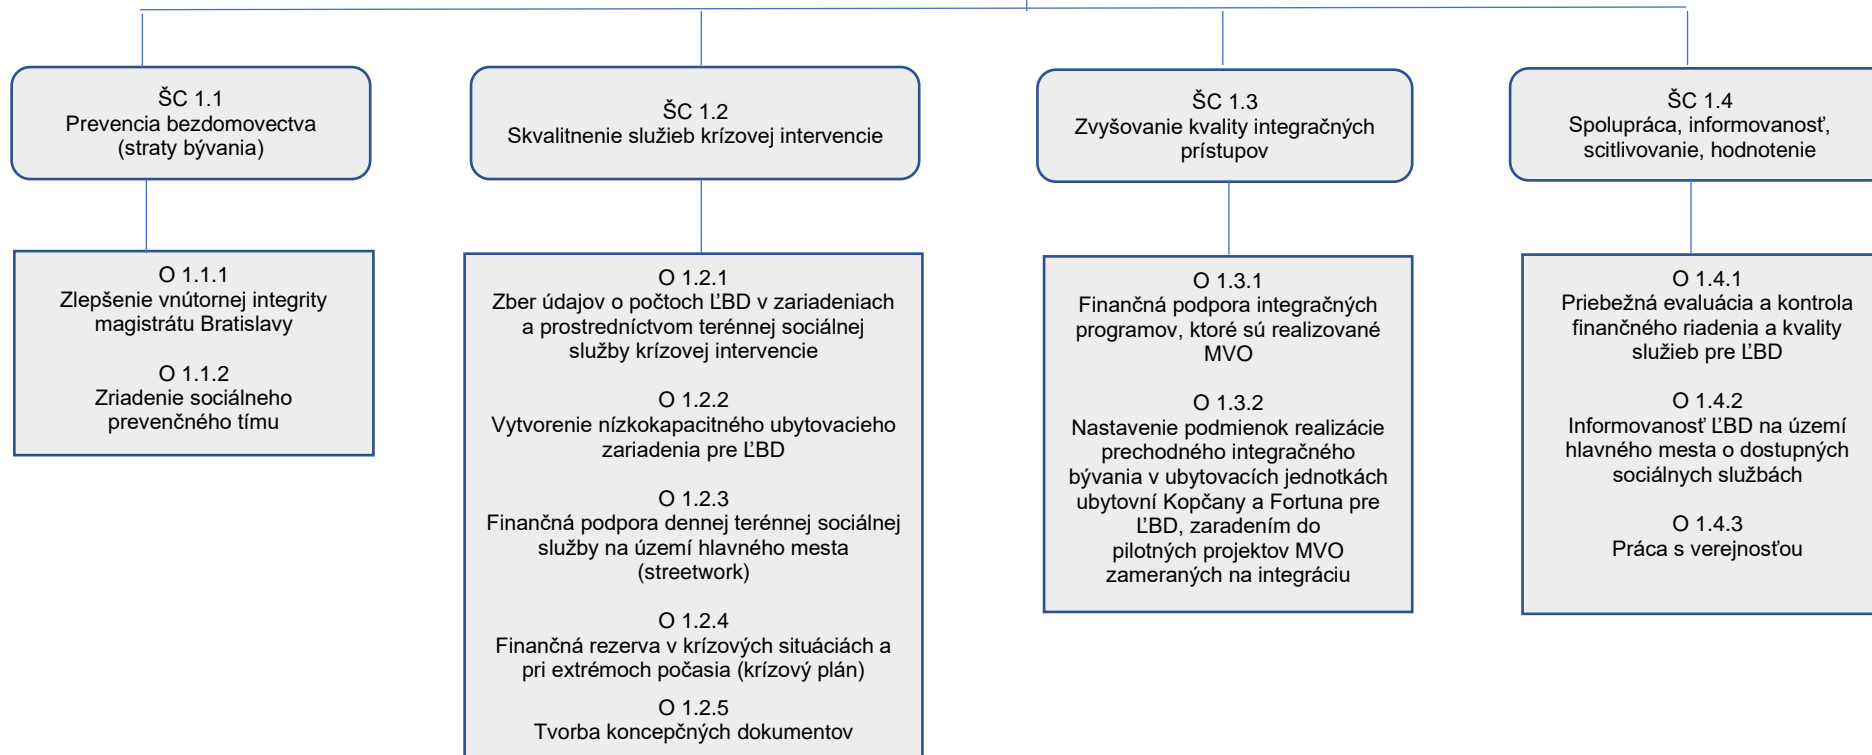 ŠC 1.1
Prevencia bezdomovectva
(straty bývania)
ŠC 1.2
Skvalitnenie služieb krízovej intervencie
ŠC 1.3
Zvyšovanie kvality integračných
prístupov
ŠC 1.4
Spolupráca, informovanosť,
scitlivovanie, hodnotenie
O 1.1.1
Zlepšenie vnútornej integrity
magistrátu Bratislavy
O 1.1.2
Zriadenie sociálneho
prevenčného tímu
O 1.2.1
Zber údajov o počtoch ĽBD v zariadeniach
a prostredníctvom terénnej sociálnej
služby krízovej intervencie
O 1.2.2
Vytvorenie nízkokapacitného ubytovacieho
zariadenia pre ĽBD
O 1.2.3
Finančná podpora dennej terénnej sociálnej
služby na území hlavného mesta
(streetwork)
O 1.2.4
Finančná rezerva v krízových situáciách a
pri extrémoch počasia (krízový plán)
O 1.2.5
Tvorba koncepčných dokumentov
O 1.3.1
Finančná podpora integračných
programov, ktoré sú realizované
MVO
O 1.3.2
Nastavenie podmienok realizácie
prechodného integračného
bývania v ubytovacích jednotkách
ubytovní Kopčany a Fortuna pre
ĽBD, zaradením do
pilotných projektov MVO
zameraných na integráciu
O 1.4.1
Priebežná evaluácia a kontrola
finančného riadenia a kvality
služieb pre ĽBD
O 1.4.2
Informovanosť ĽBD na území
hlavného mesta o dostupných
sociálnych službách
O 1.4.3
Práca s verejnosťou